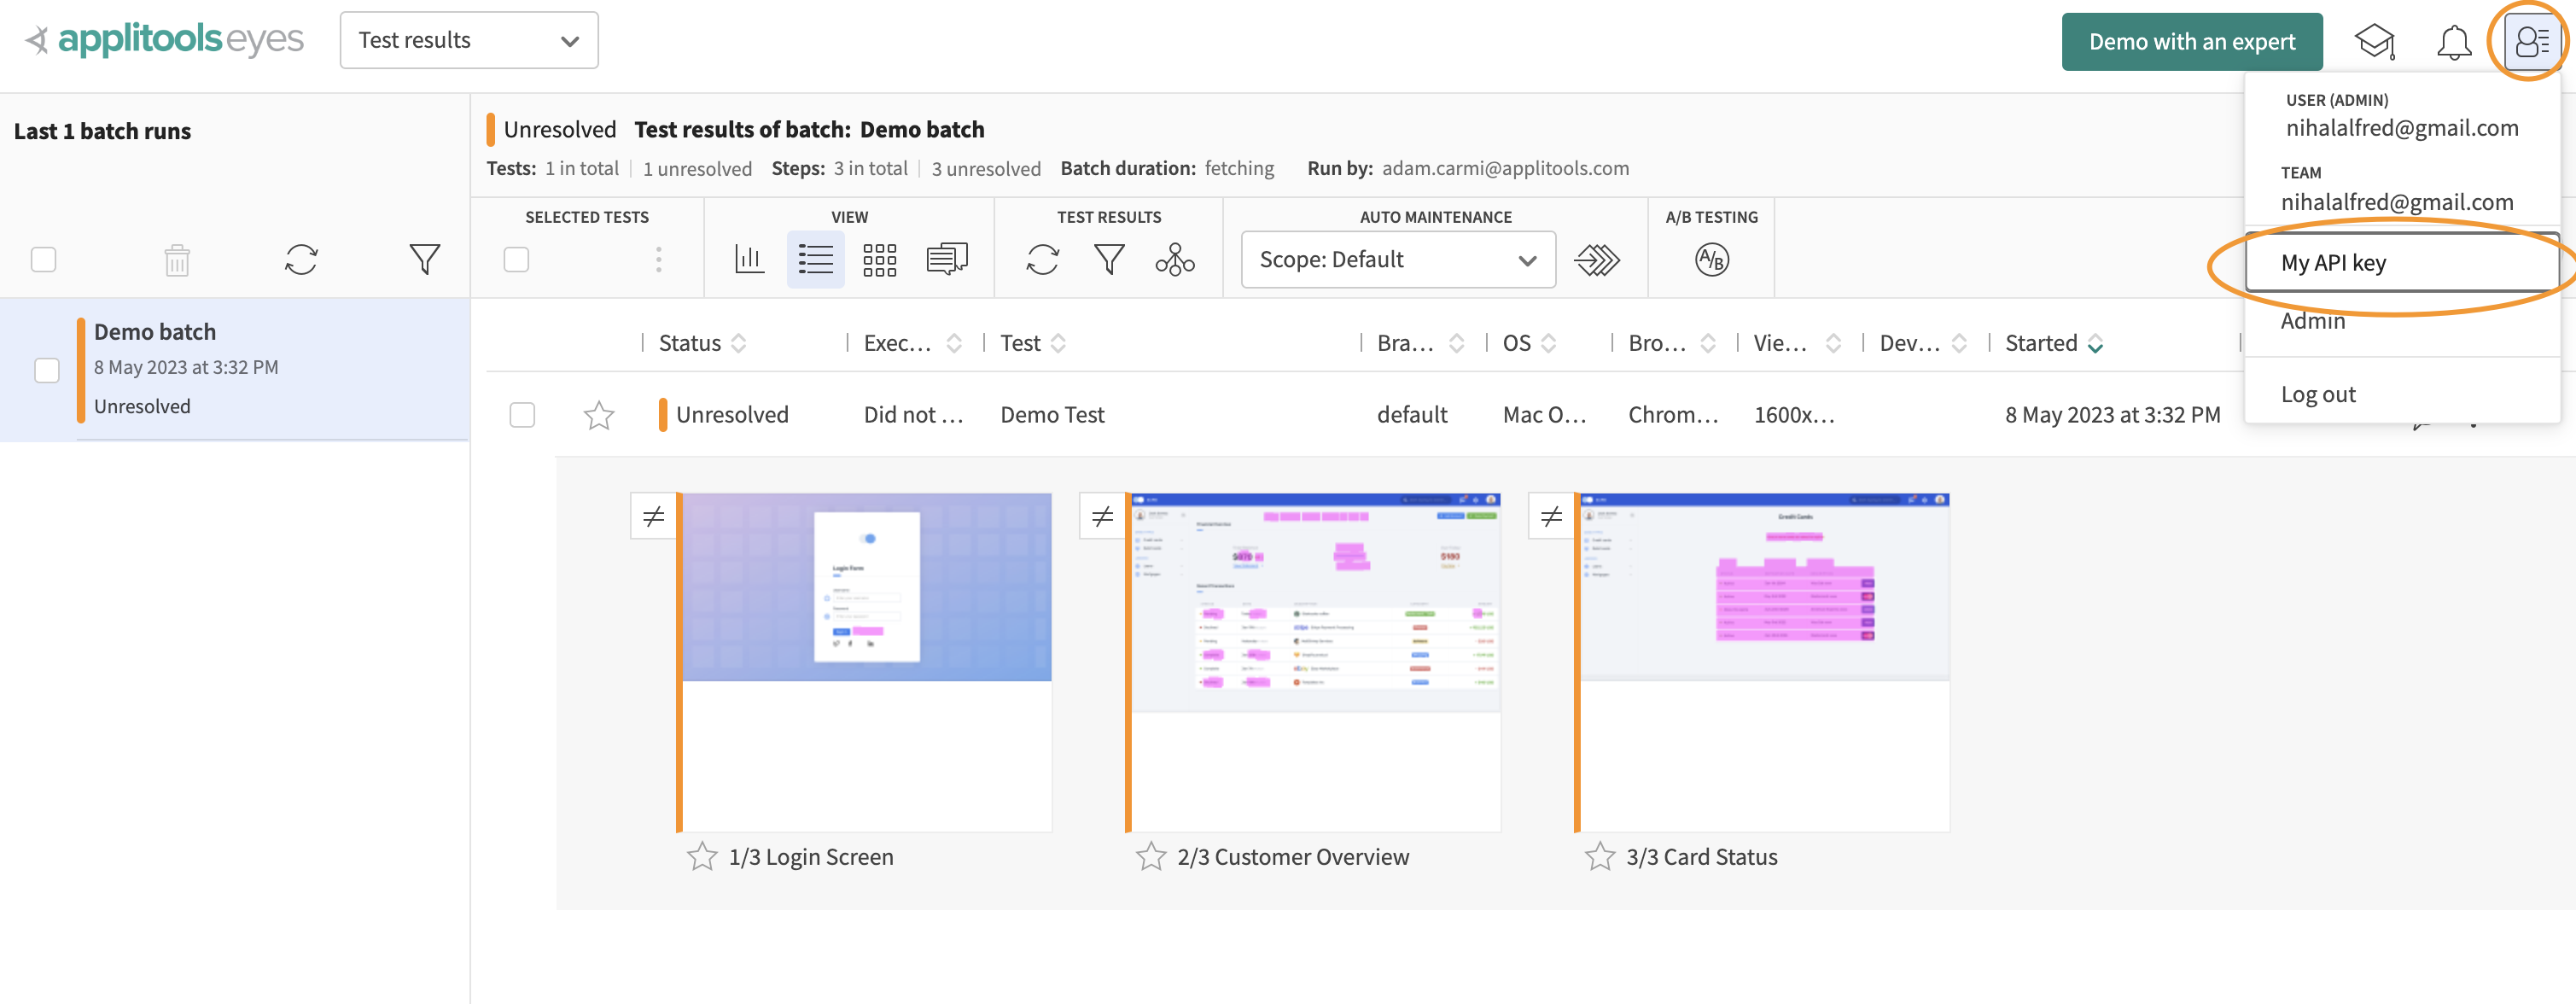 applitools eyes
Test results
Demo with an expert
USER (ADMIN)
nihalalfred@gmail.com
TEAM
nihalalfred@gmail.com
My API key
Admin
Log out
Last 1 batch runs
Unresolved Test results of batch: Demo batch
Tests: 1 in total 1 unresolved Steps: 3 in total 3 unresolved Batch duration: fetching Run by: adam.carmi@applitools.com
SELECTED TESTS VIEW TEST RESULTS AUTO MAINTENANCE A/B TESTING
Scope: Default
A/B
Demo batch
8 May 2023 at 3:32 PM
Unresolved
Status Exec... Test Bra... OS Bro... Vie... Dev... Started
Unresolved Did not ... Demo Test default Mac O... Chrom... 1600x... 8 May 2023 at 3:32 PM
≠ ≠ ≠
Login Form
Credit Cards
$180
1/3 Login Screen 2/3 Customer Overview 3/3 Card Status